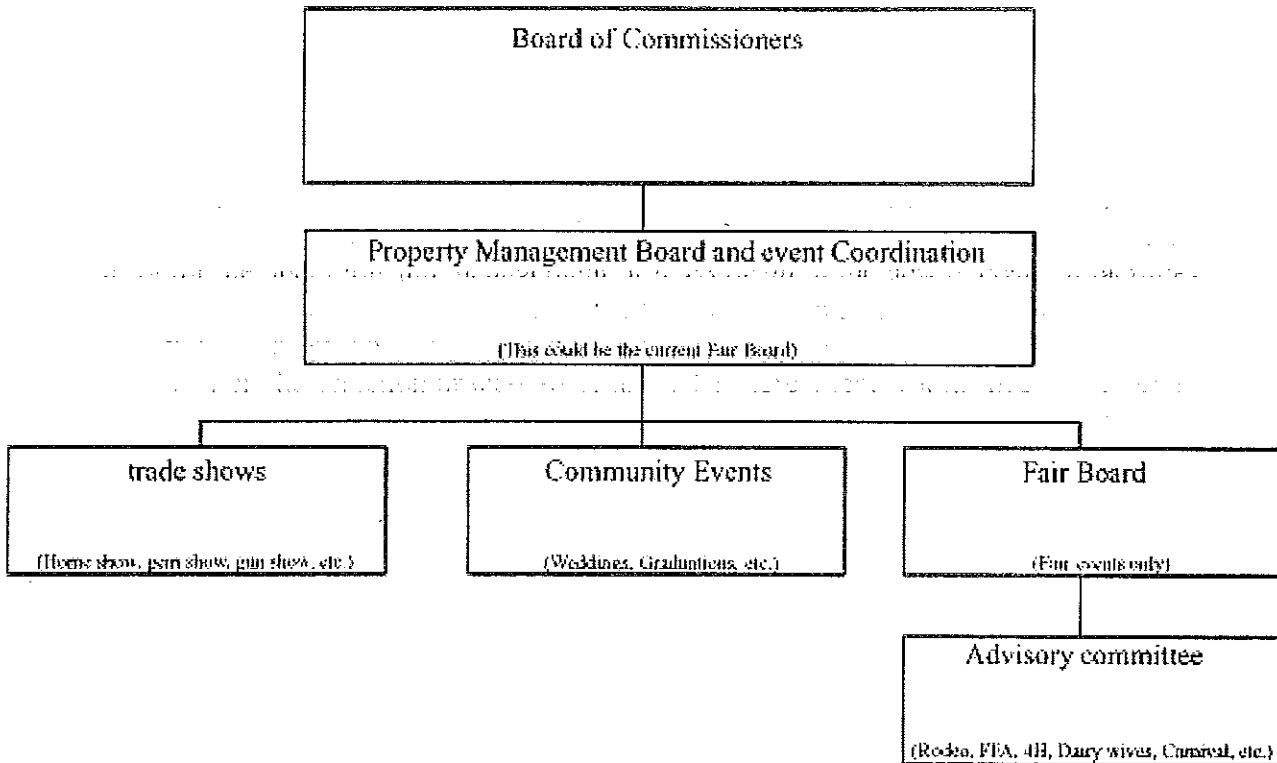 Board of Commissioners
Property Management Board and event Coordination
(This could be the current Fair Board)
trade shows
(Home show, gun show, etc.)
Community Events
(Weddings, Graduations, etc.)
Fair Board
(Fair events only)
Advisory committee
(Rodeo, FFA, 4H, Dairy wives, Carnival, etc.)